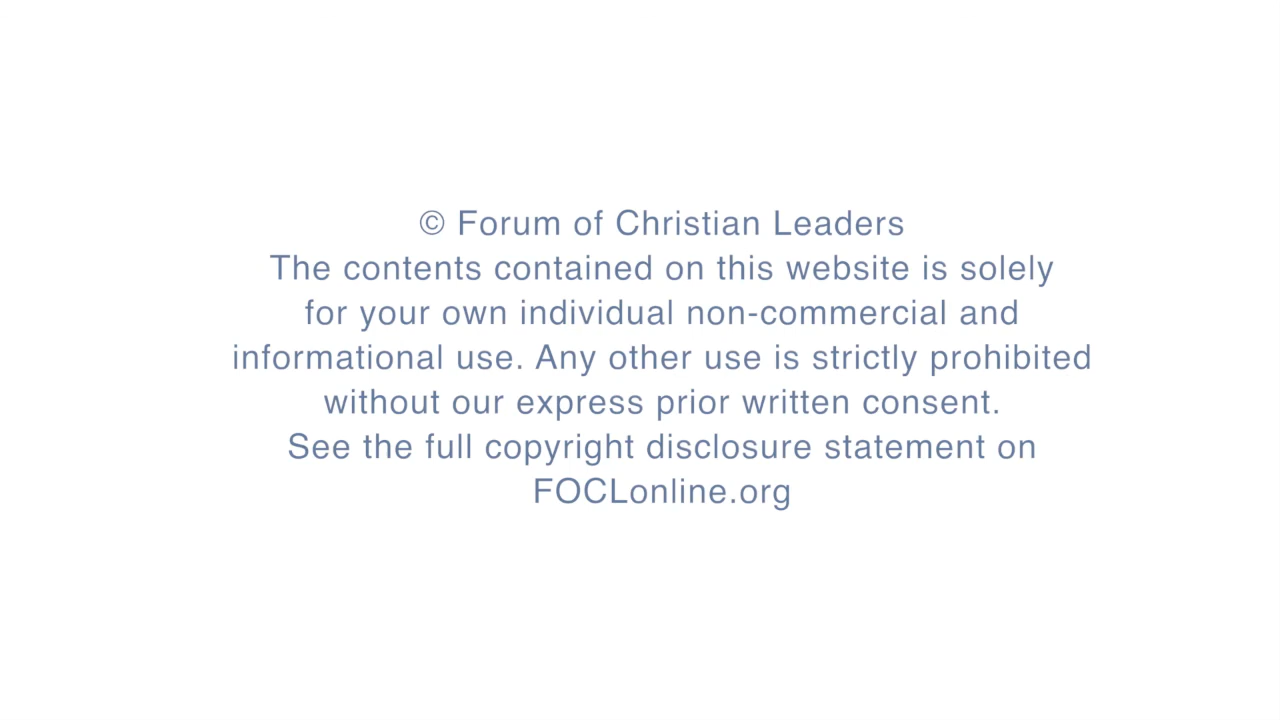 © Forum of Christian Leaders
The contents contained on this website is solely
for your own individual non-commercial and
informational use. Any other use is strictly prohibited
without our express prior written consent.
See the full copyright disclosure statement on
FOCLonline.org